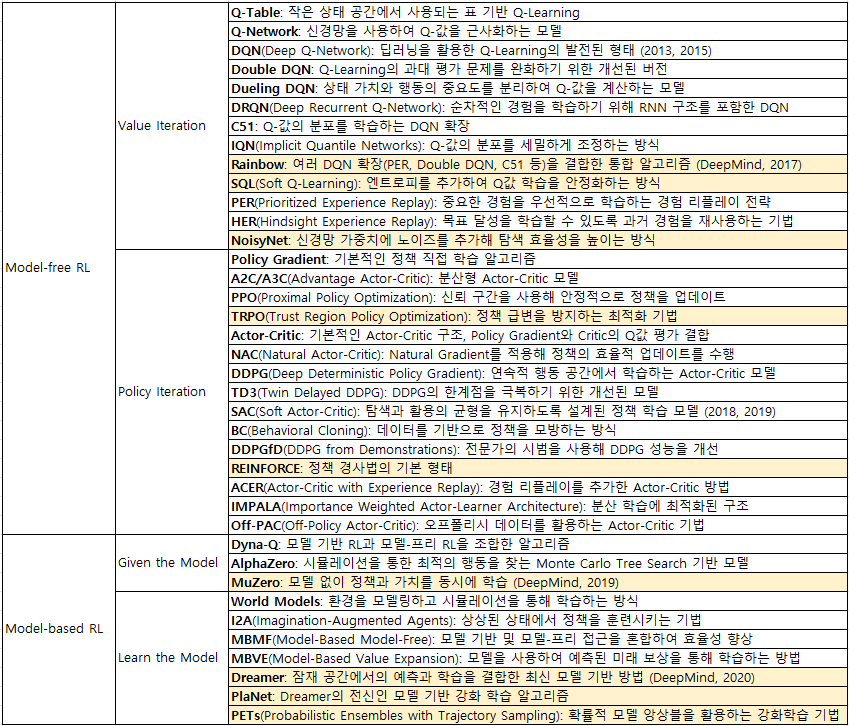 Model-free RL
Value Iteration
Q-Table: 작은 상태 공간에서 사용되는 표 기반 Q-Learning
Q-Network: 신경망을 사용하여 Q-값을 근사화하는 모델
DQN(Deep Q-Network): 딥러닝을 활용한 Q-Learning의 발전된 형태 (2013, 2015)
Double DQN: Q-Learning의 과대 평가 문제를 완화하기 위한 개선된 버전
Dueling DQN: 상태 가치와 행동의 중요도를 분리하여 Q-값을 계산하는 모델
DRQN(Deep Recurrent Q-Network): 순차적인 경험을 학습하기 위해 RNN 구조를 포함한 DQN
C51: Q-값의 분포를 학습하는 DQN 확장
IQN(Implicit Quantile Networks): Q-값의 분포를 세밀하게 조정하는 방식
Rainbow: 여러 DQN 확장(PER, Double DQN, C51 등)을 결합한 통합 알고리즘 (DeepMind, 2017)
SQL(Soft Q-Learning): 엔트로피를 추가하여 Q값 학습을 안정화하는 방식
PER(Prioritized Experience Replay): 중요한 경험을 우선적으로 학습하는 경험 리플레이 전략
HER(Hindsight Experience Replay): 목표 달성을 학습할 수 있도록 과거 경험을 재사용하는 기법
NoisyNet: 신경망 가중치에 노이즈를 추가해 탐색 효율성을 높이는 방식
Policy Iteration
Policy Gradient: 기본적인 정책 직접 학습 알고리즘
A2C/A3C(Advantage Actor-Critic): 분산형 Actor-Critic 모델
PPO(Proximal Policy Optimization): 신뢰 구간을 사용해 안정적으로 정책을 업데이트
TRPO(Trust Region Policy Optimization): 정책 급변을 방지하는 최적화 기법
Actor-Critic: 기본적인 Actor-Critic 구조, Policy Gradient와 Critic의 Q값 평가 결합
NAC(Natural Actor-Critic): Natural Gradient를 적용해 정책의 효율적 업데이트를 수행
DDPG(Deep Deterministic Policy Gradient): 연속적 행동 공간에서 학습하는 Actor-Critic 모델
TD3(Twin Delayed DDPG): DDPG의 한계점을 극복하기 위한 개선된 모델
SAC(Soft Actor-Critic): 탐색과 활용의 균형을 유지하도록 설계된 정책 학습 모델 (2018, 2019)
BC(Behavioral Cloning): 데이터를 기반으로 정책을 모방하는 방식
DDPGfD(DDPG from Demonstrations): 전문가의 시범을 사용해 DDPG 성능을 개선
REINFORCE: 정책 경사법의 기본 형태
ACER(Actor-Critic with Experience Replay): 경험 리플레이를 추가한 Actor-Critic 방법
IMPALA(Importance Weighted Actor-Learner Architecture): 분산 학습에 최적화된 구조
Off-PAC(Off-Policy Actor-Critic): 오프폴리시 데이터를 활용하는 Actor-Critic 기법
Model-based RL
Given the Model
Dyna-Q: 모델 기반 RL과 모델-프리 RL을 조합한 알고리즘
AlphaZero: 시뮬레이션을 통한 최적의 행동을 찾는 Monte Carlo Tree Search 기반 모델
MuZero: 모델 없이 정책과 가치를 동시에 학습 (DeepMind, 2019)
Learn the Model
World Models: 환경을 모델링하고 시뮬레이션을 통해 학습하는 방식
I2A(Imagination-Augmented Agents): 상상된 상태에서 정책을 훈련시키는 기법
MBMF(Model-Based Model-Free): 모델 기반 및 모델-프리 접근을 혼합하여 효율성 향상
MBVE(Model-Based Value Expansion): 모델을 사용하여 예측된 미래 보상을 통해 학습하는 방법
Dreamer: 잠재 공간에서의 예측과 학습을 결합한 최신 모델 기반 방법 (DeepMind, 2020)
PlaNet: Dreamer의 전신인 모델 기반 강화 학습 알고리즘
PETs(Probabilistic Ensembles with Trajectory Sampling): 확률적 모델 앙상블을 활용하는 강화학습 기법